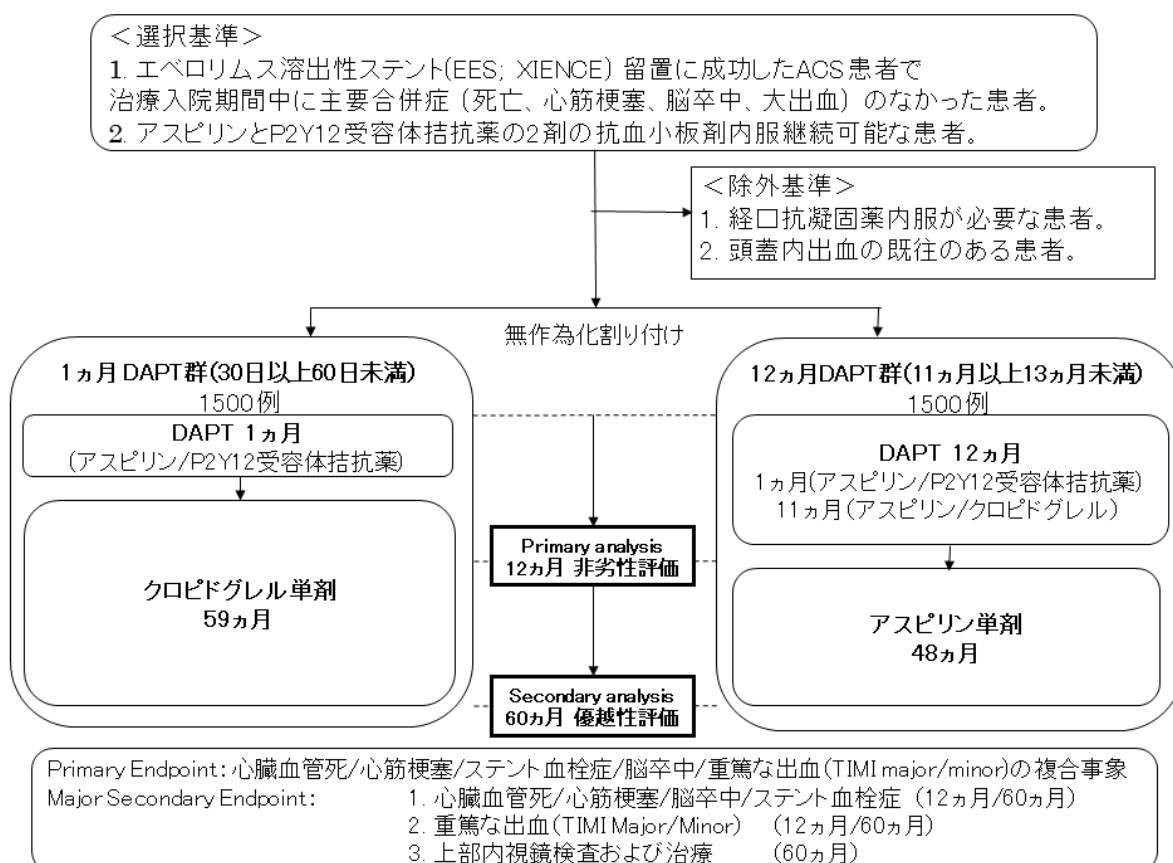 ＜選択基準＞
1. エベロリムス溶出性ステント(EES; XIENCE) 留置に成功したACS患者で
治療入院期間中に主要合併症（死亡、心筋梗塞、脳卒中、大出血）のなかった患者。
2. アスピリンとP2Y12受容体拮抗薬の2剤の抗血小板剤内服継続可能な患者。
＜除外基準＞
1. 経口抗凝固薬内服が必要な患者。
2. 頭蓋内出血の既往のある患者。
無作為化割り付け
1ヵ月DAPT群(30日以上60日未満)
1500例
DAPT 1ヵ月
(アスピリン/P2Y12受容体拮抗薬)
クロピドグレル単剤
59ヵ月
Primary analysis
12ヵ月 非劣性評価
Secondary analysis
60ヵ月 優越性評価
12ヵ月DAPT群(11ヵ月以上13ヵ月未満)
1500例
DAPT 12ヵ月
1ヵ月(アスピリン/P2Y12受容体拮抗薬)
11ヵ月(アスピリン/クロピドグレル)
アスピリン単剤
48ヵ月
Primary Endpoint: 心臓血管死/心筋梗塞/ステント血栓症/脳卒中/重篤な出血(TIMI major/minor)の複合事象
Major Secondary Endpoint: 1. 心臓血管死/心筋梗塞/脳卒中/ステント血栓症 (12ヵ月/60ヵ月)
2. 重篤な出血(TIMI Major/Minor) (12ヵ月/60ヵ月)
3. 上部内視鏡検査および治療 (60ヵ月)